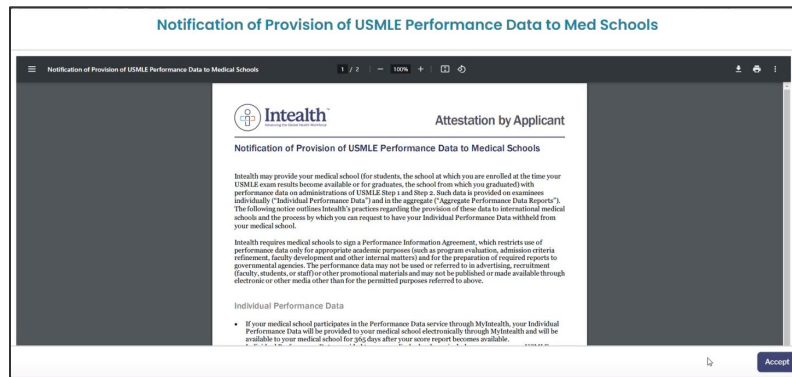 Notification of Provision of USMLE Performance Data to Med Schools
Notification of Provision of USMLE Performance Data to Medical Schools
1 / 2
100%
Intealth
Advancing the Global Health Workforce
Attestation by Applicant
Notification of Provision of USMLE Performance Data to Medical Schools
Intealth may provide your medical school (for students, the school at which you are enrolled at the time your
USMLE exam results become available or for graduates, the school from which you graduated) with
performance data on administrations of USMLE Step 1 and Step 2. Such data is provided on examinees
individually ("Individual Performance Data") and in the aggregate ("Aggregate Performance Data Reports").
The following notice outlines Intealth's practices regarding the provision of these data to international medical
schools and the process by which you can request to have your Individual Performance Data withheld from
your medical school.
Intealth requires medical schools to sign a Performance Information Agreement, which restricts use of
performance data only for appropriate academic purposes (such as program evaluation, admission criteria
refinement, faculty development and other internal matters) and for the preparation of required reports to
governmental agencies. The performance data may not be used or referred to in advertising, recruitment
(faculty, students, or staff) or other promotional materials and may not be published or made available through
electronic or other media other than for the permitted purposes referred to above.
Individual Performance Data
• If your medical school participates in the Performance Data service through MyIntealth, your Individual
Performance Data will be provided to your medical school electronically through MyIntealth and will be
available to your medical school for 365 days after your score report becomes available.
Accept